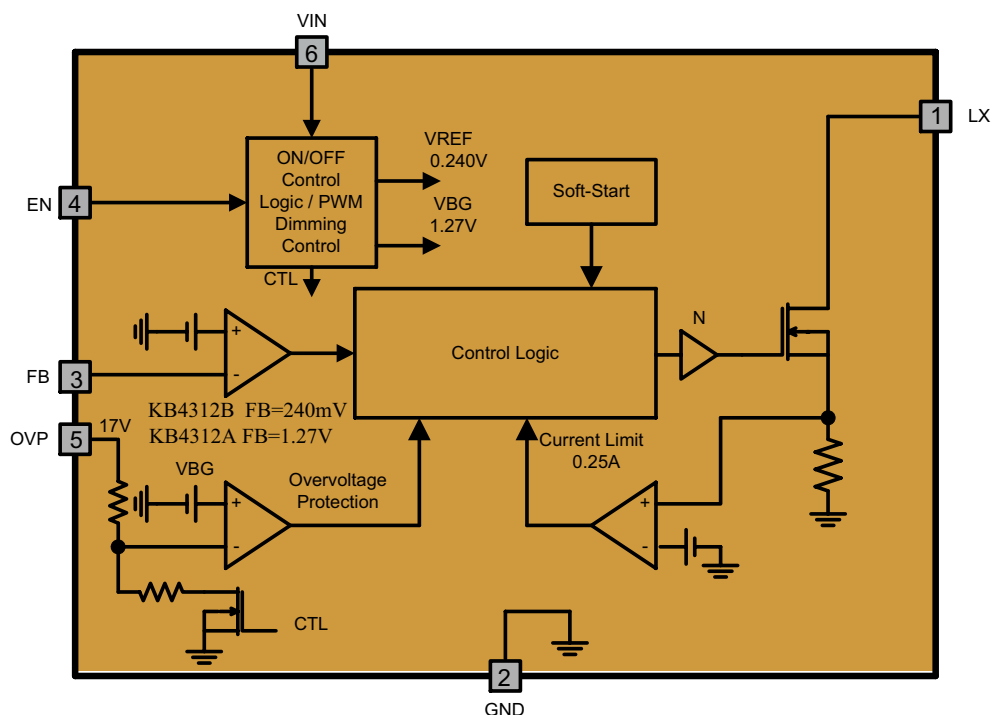 VIN
6
1
LX
ON/OFF
Control
Logic / PWM
Dimming
Control
VREF
0.240V
VBG
1.27V
Soft-Start
EN
4
CTL
+
-
Control Logic
N
FB
3
KB4312B FB=240mV
KB4312A FB=1.27V
OVP
5
17V
Current Limit
0.25A
VBG
Overvoltage
Protection
+
-
+
-
CTL
2
GND